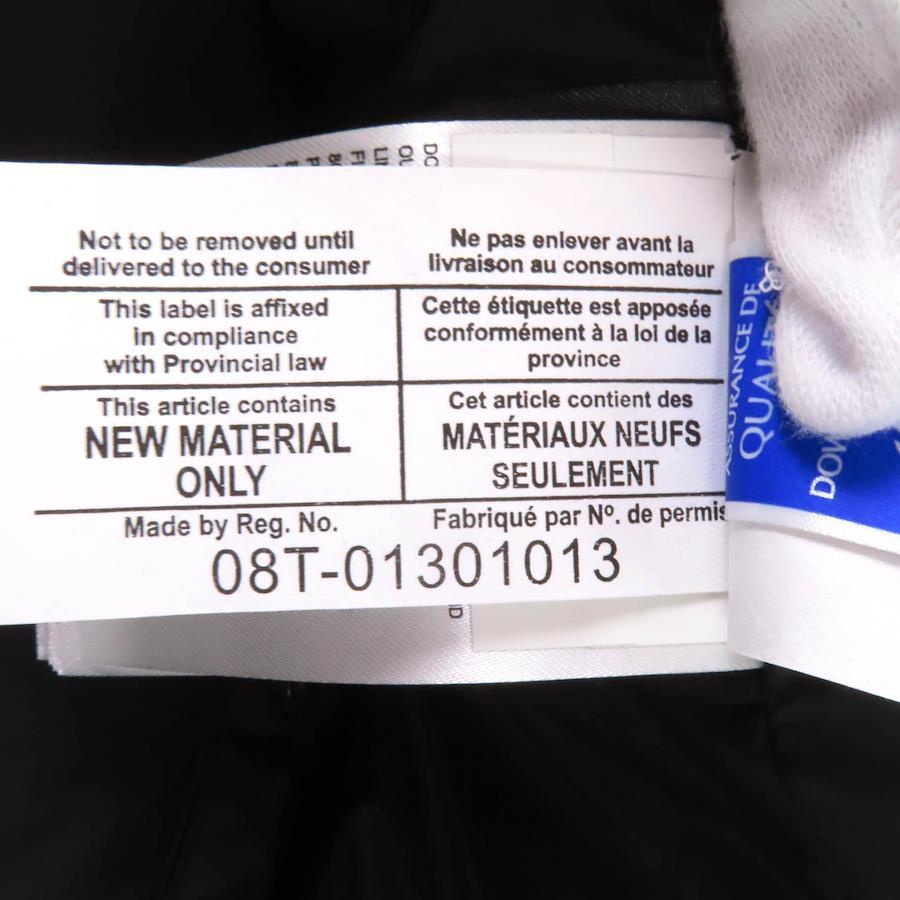 Not to be removed until
delivered to the consumer
Ne pas enlever avant la
livraison au consommateur
This label is affixed
in compliance
with Provincial law
Cette étiquette est apposée
conformément à la loi de la
province
This article contains
NEW MATERIAL
ONLY
Cet article contient des
MATÉRIAUX NEUFS
SEULEMENT
Made by Reg. No.
Fabriqué par Nº. de permis
08T-01301013
ASSURANCE DE